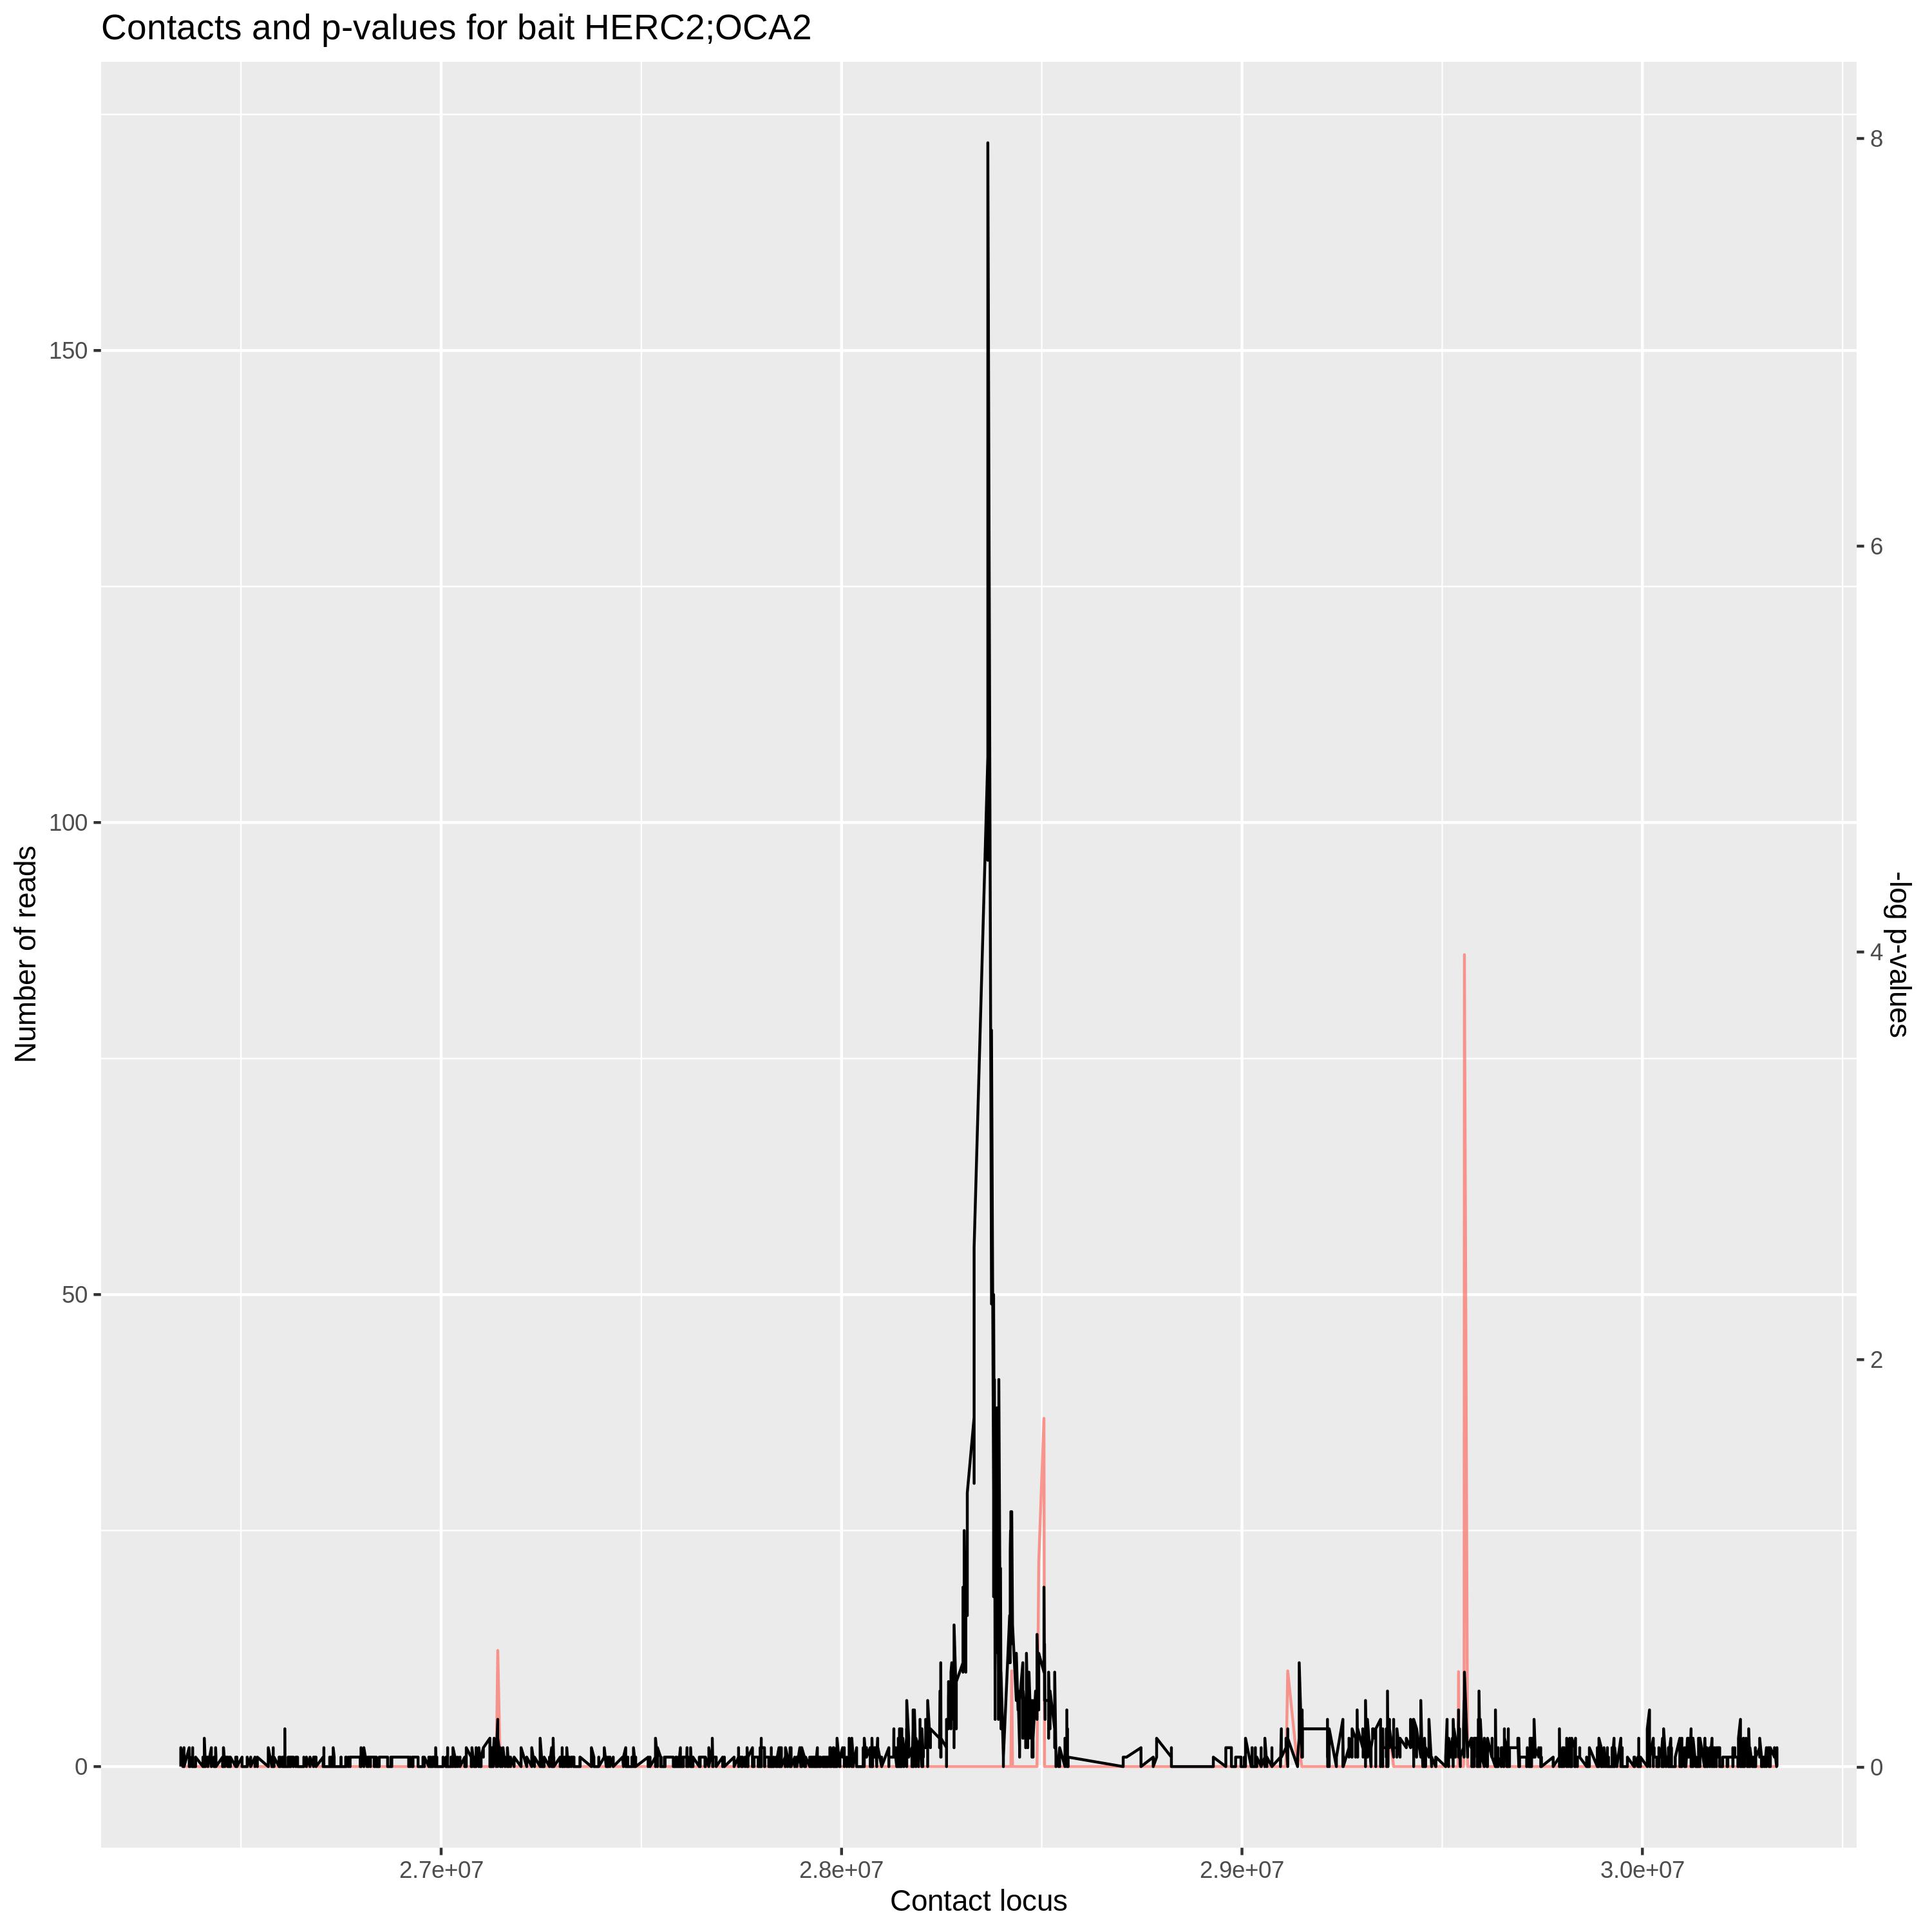 Contacts and p-values for bait HERC2;OCA2
Number of reads
150
100
50
0
8
6
4
2
0
-log p-values
2.7e+07
2.8e+07
2.9e+07
3.0e+07
Contact locus